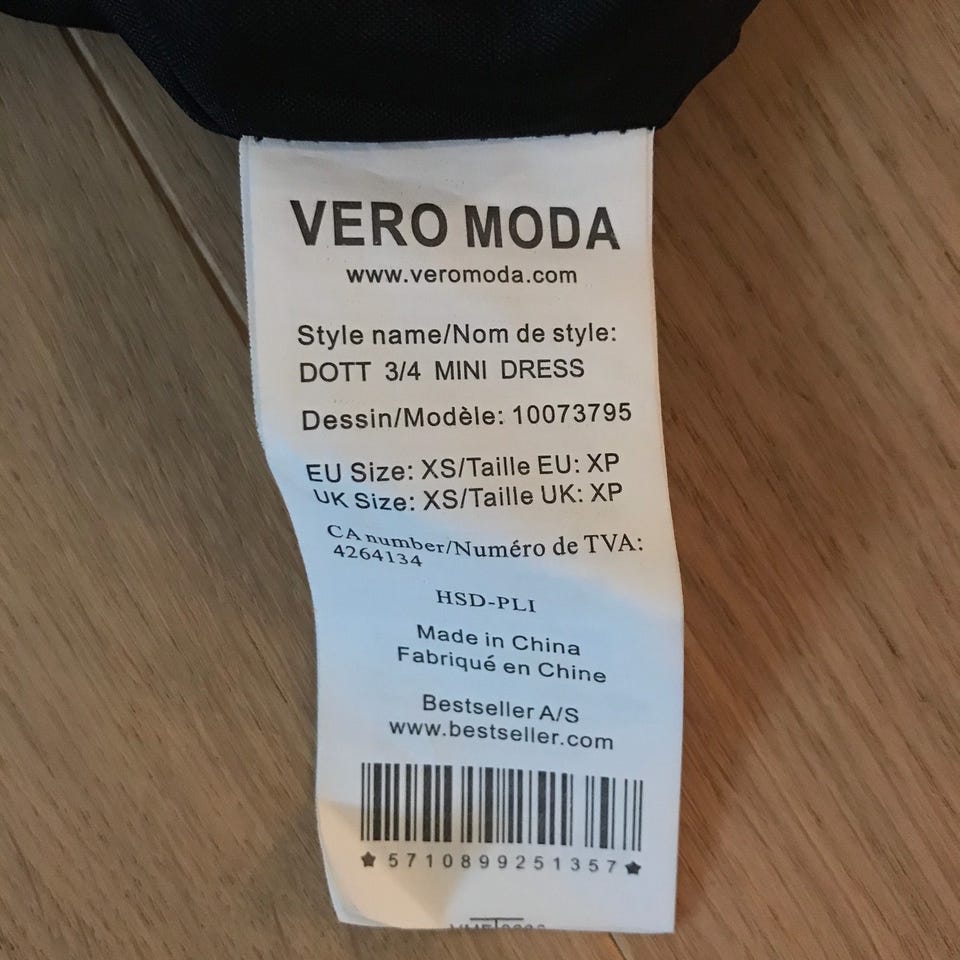 VERO MODA
www.veromoda.com
Style name/Nom de style:
DOTT 3/4 MINI DRESS
Dessin/Modèle: 10073795
EU Size: XS/Taille EU: XP
UK Size: XS/Taille UK: XP
CA number/Numéro de TVA:
4264134
HSD-PLI
Made in China
Fabriqué en Chine
Bestseller A/S
www.bestseller.com
★5710899251357★